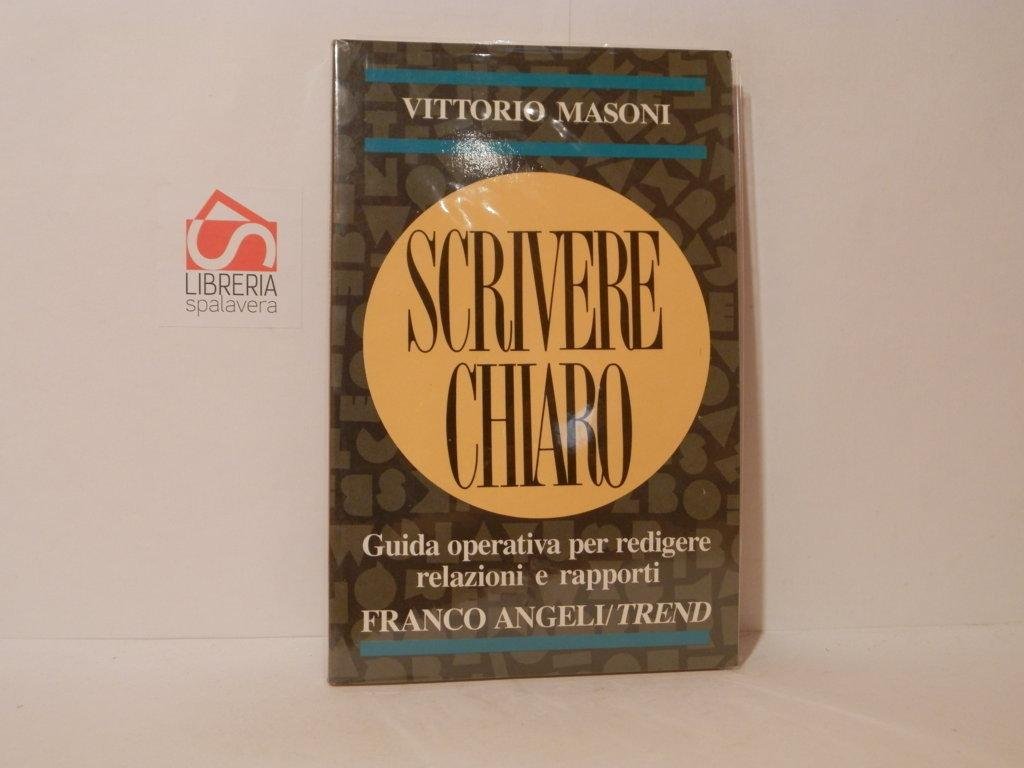 VITTORIO MASONI
SCRIVERE
CHIARO
Guida operativa per redigere
relazioni e rapporti
FRANCO ANGELI/TREND
LIBRERIA
spalavera